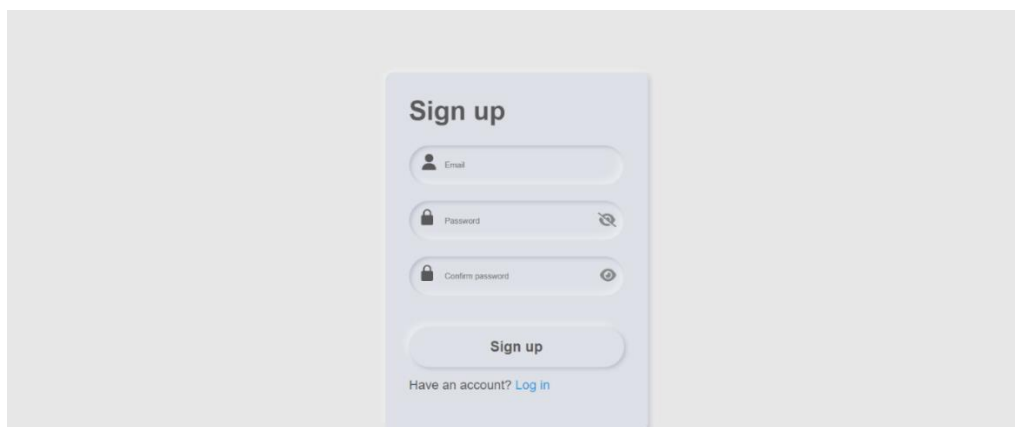 Sign up
Email
Password
Confirm password
Sign up
Have an account? Log in